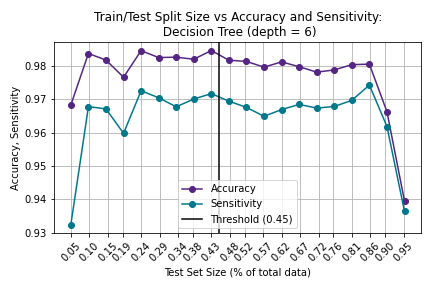 Train/Test Split Size vs Accuracy and Sensitivity:
Decision Tree (depth = 6)
Accuracy, Sensitivity
0.98
0.97
0.96
0.95
0.94
0.93
Accuracy
Sensitivity
Threshold (0.45)
0.05 0.10 0.15 0.19 0.24 0.29 0.34 0.38 0.43 0.48 0.52 0.57 0.62 0.67 0.72 0.76 0.81 0.86 0.90 0.95
Test Set Size (% of total data)